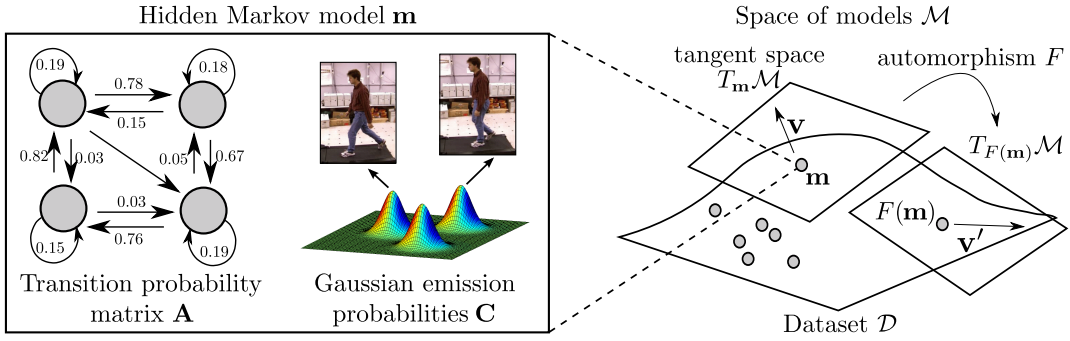 Hidden Markov model m
0.19
0.78
0.18
0.15
0.82
0.03
0.05
0.67
0.03
0.15
0.76
0.19
Transition probability
matrix A
Gaussian emission
probabilities C
Space of models ℳ
tangent space
T_mℳ
automorphism F
v
m
T_{F(m)}ℳ
F(m)
v′
Dataset 𝒟